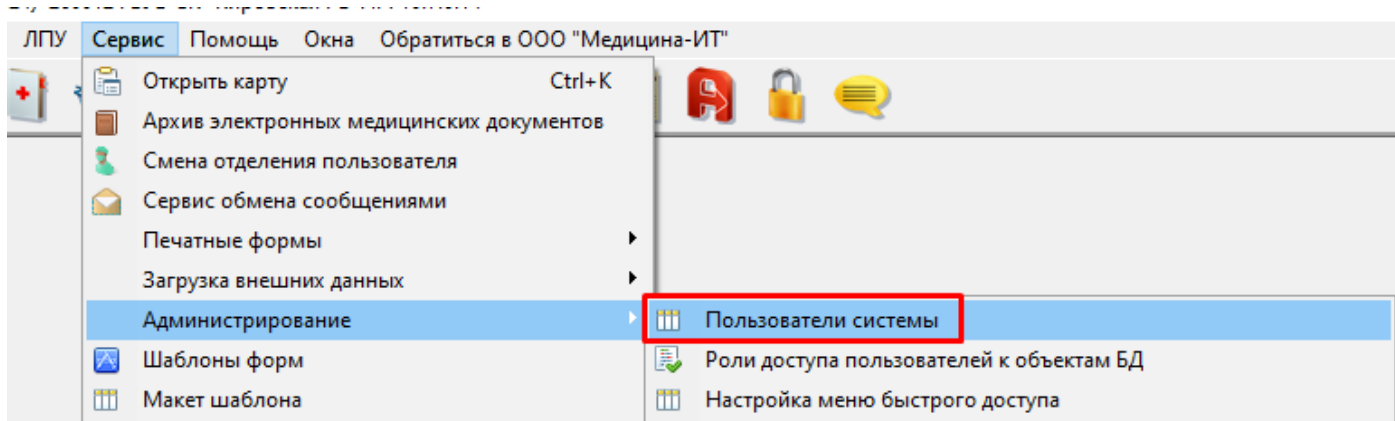 ЛПУ Сервис Помощь Окна Обратиться в ООО "Медицина-ИТ"
Открыть карту Ctrl+K
Архив электронных медицинских документов
Смена отделения пользователя
Сервис обмена сообщениями
Печатные формы
Загрузка внешних данных
Администрирование Пользователи системы
Шаблоны форм Роли доступа пользователей к объектам БД
Макет шаблона Настройка меню быстрого доступа